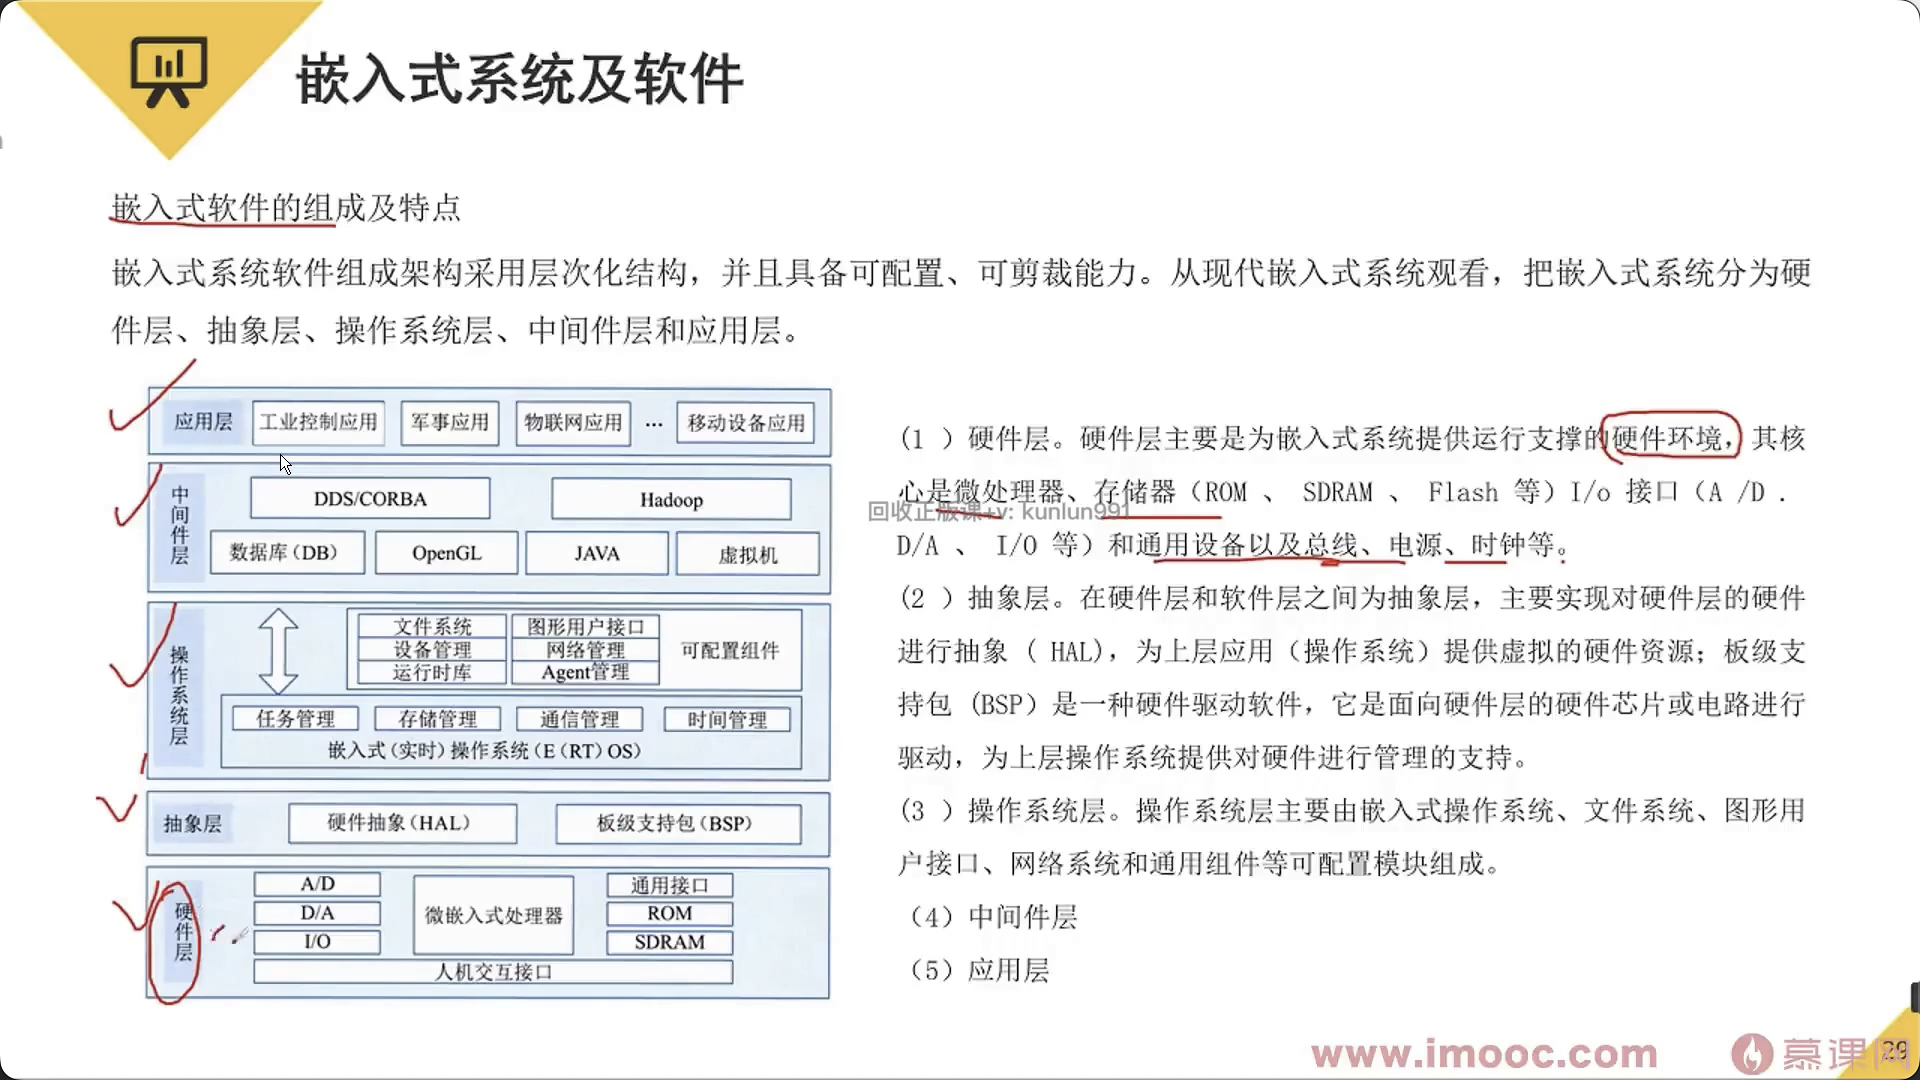 嵌入式系统及软件
嵌入式软件的组成及特点
嵌入式系统软件组成架构采用层次化结构，并且具备可配置、可剪裁能力。从现代嵌入式系统观看，把嵌入式系统分为硬
件层、抽象层、操作系统层、中间件层和应用层。
应用层 工业控制应用 军事应用 物联网应用 … 移动设备应用
中间件层
DDS/CORBA Hadoop
数据库（DB） OpenGL JAVA 虚拟机
操作系统层
文件系统 图形用户接口
设备管理 网络管理 可配置组件
运行时库 Agent管理
任务管理 存储管理 通信管理 时间管理
嵌入式（实时）操作系统（E（RT）OS）
抽象层 硬件抽象（HAL） 板级支持包（BSP）
硬件层
A/D 微嵌入式处理器 通用接口
D/A ROM
I/O SDRAM
人机交互接口
(1 ）硬件层。硬件层主要是为嵌入式系统提供运行支撑的硬件环境，其核
心是微处理器、存储器（ROM 、 SDRAM 、 Flash 等）I/o 接口（A /D .
D/A 、 I/O 等）和通用设备以及总线、电源、时钟等。
(2 ）抽象层。在硬件层和软件层之间为抽象层，主要实现对硬件层的硬件
进行抽象（ HAL)，为上层应用（操作系统）提供虚拟的硬件资源；板级支
持包（BSP）是一种硬件驱动软件，它是面向硬件层的硬件芯片或电路进行
驱动，为上层操作系统提供对硬件进行管理的支持。
(3 ）操作系统层。操作系统层主要由嵌入式操作系统、文件系统、图形用
户接口、网络系统和通用组件等可配置模块组成。
（4）中间件层
（5）应用层
回收正版课+v: kunlun991
www.imooc.com
慕课网
29